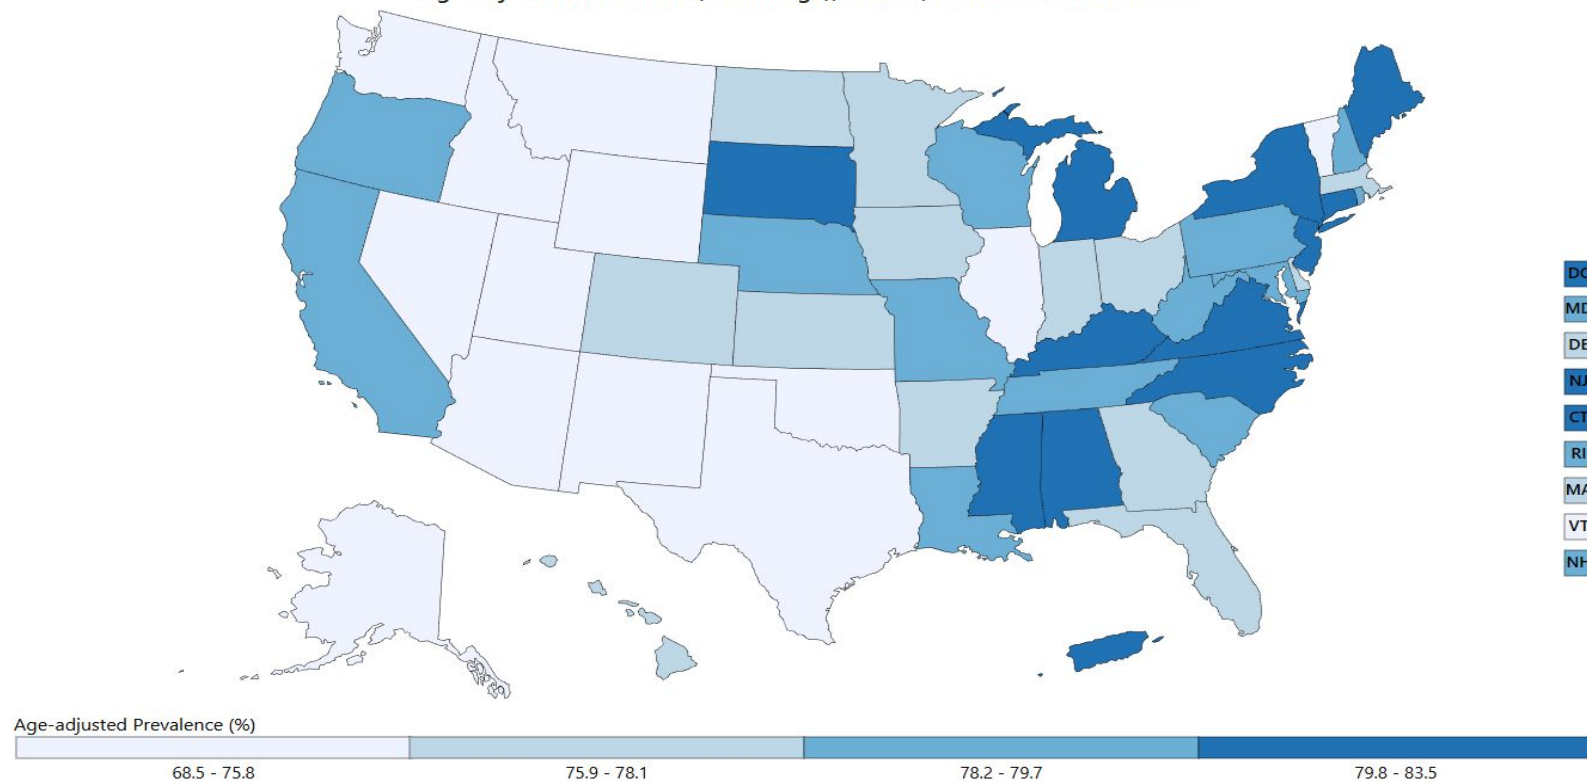 DC
MD
DE
NJ
CT
RI
MA
VT
NH
Age-adjusted Prevalence (%)
68.5 - 75.8
75.9 - 78.1
78.2 - 79.7
79.8 - 83.5